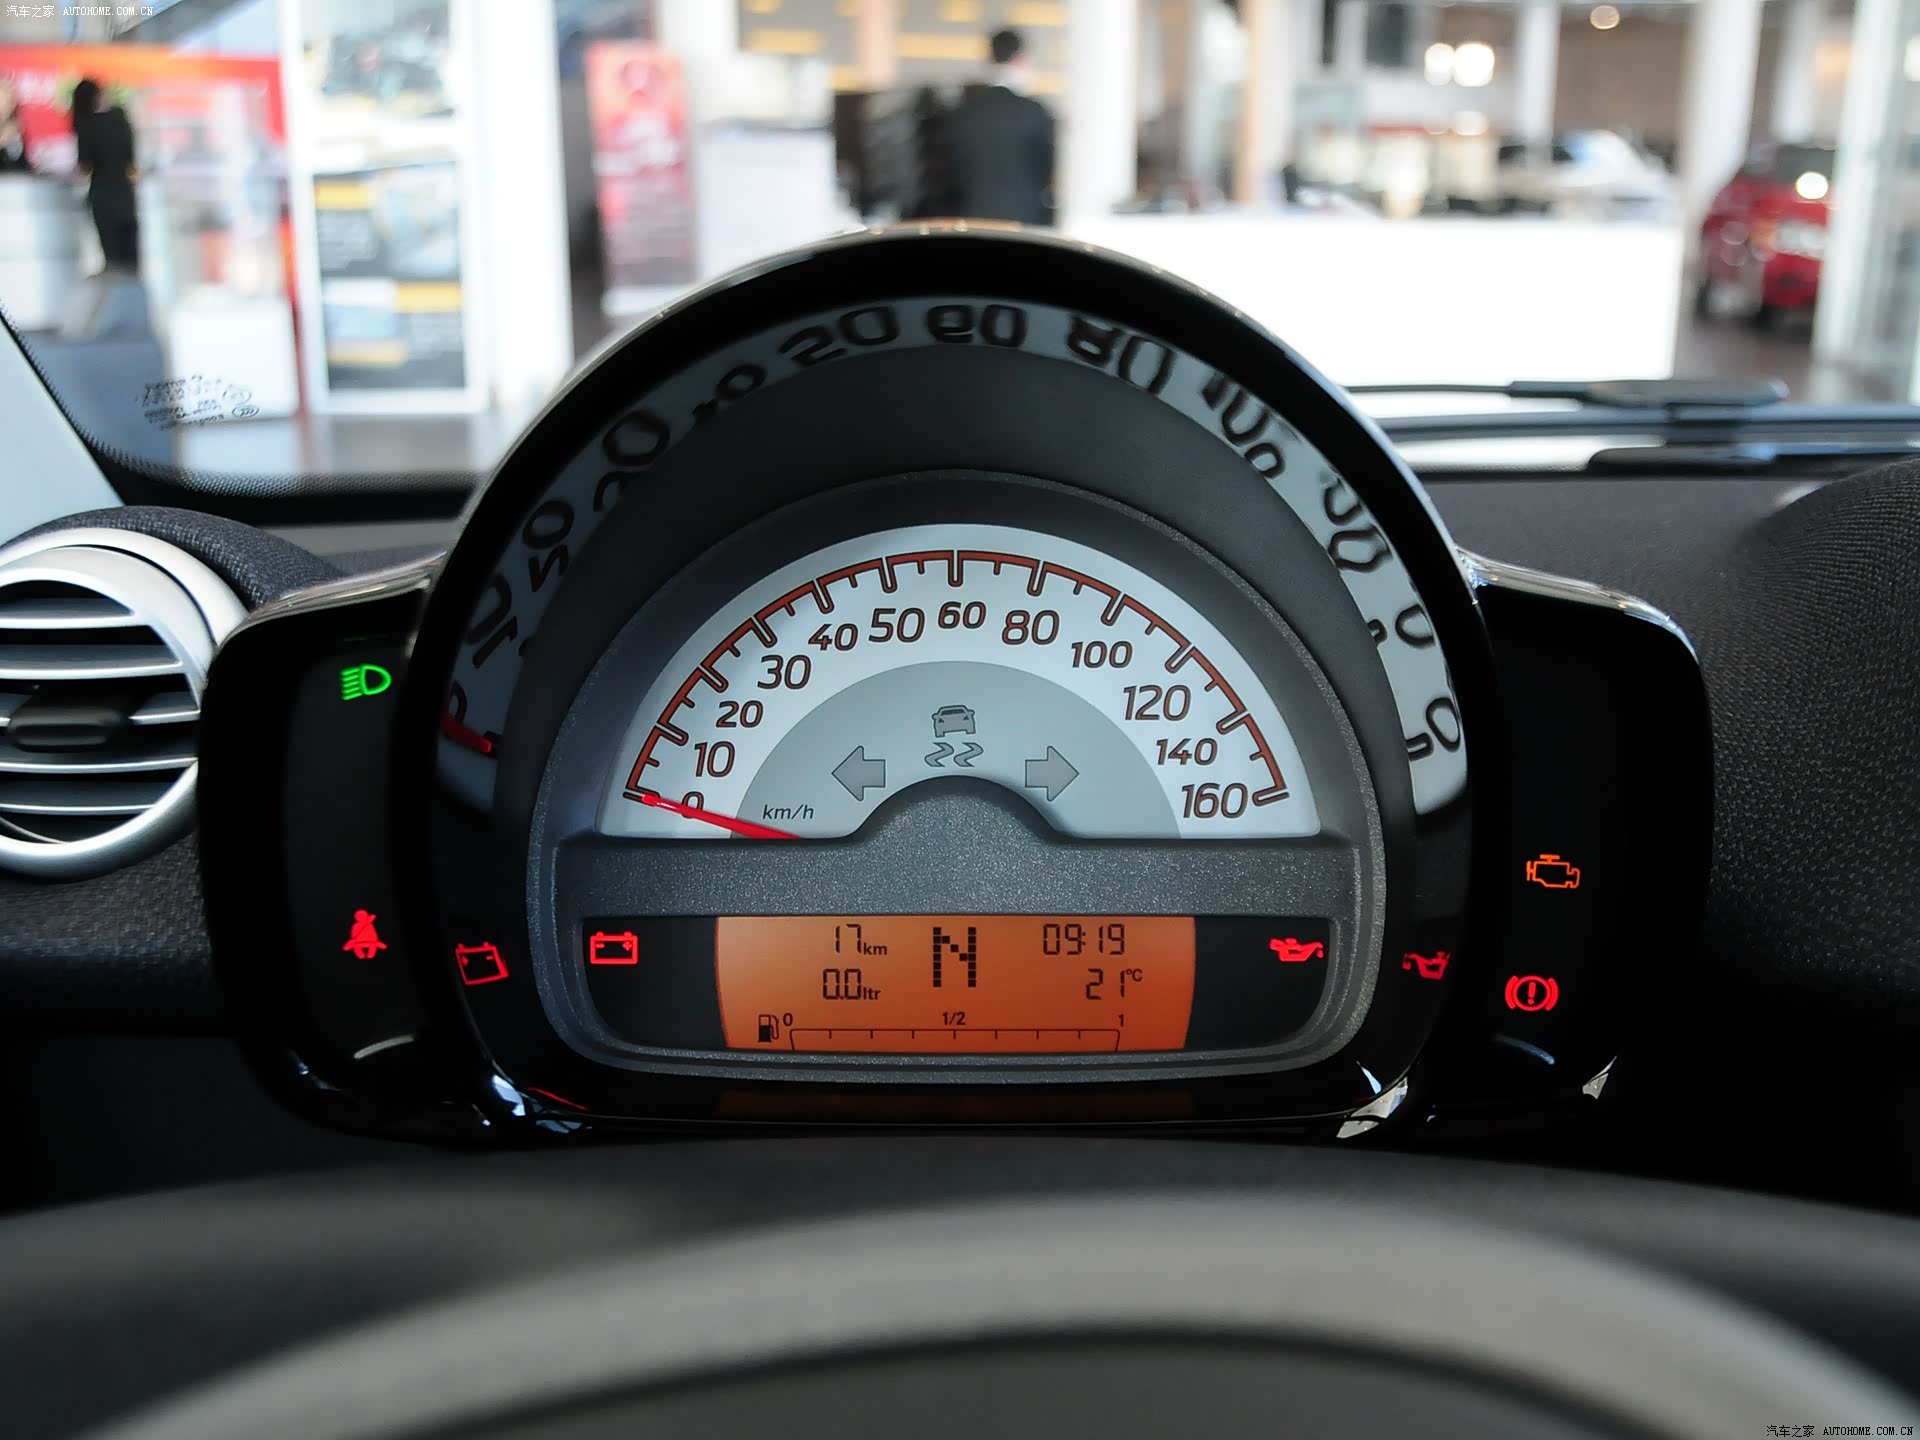 汽车之家 AUTOHOME.COM.CN
0 10 20 30 40 50 60 80 100 120 140 160
km/h
17km N 09:19
0.0ltr 21°C
0 1/2 1
汽车之家 AUTOHOME.COM.CN